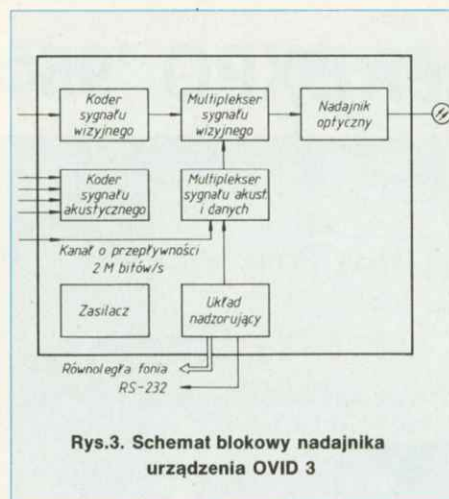 Koder
sygnału
wizyjnego
Multiplekser
sygnału
wizyjnego
Nadajnik
optyczny
Koder
sygnału
akustycznego
Multiplekser
sygnału akust.
i danych
Kanał o przepływności
2 M bitów/s
Zasilacz
Układ
nadzorujący
Równoległa fonia
RS-232
Rys.3. Schemat blokowy nadajnika
urządzenia OVID 3